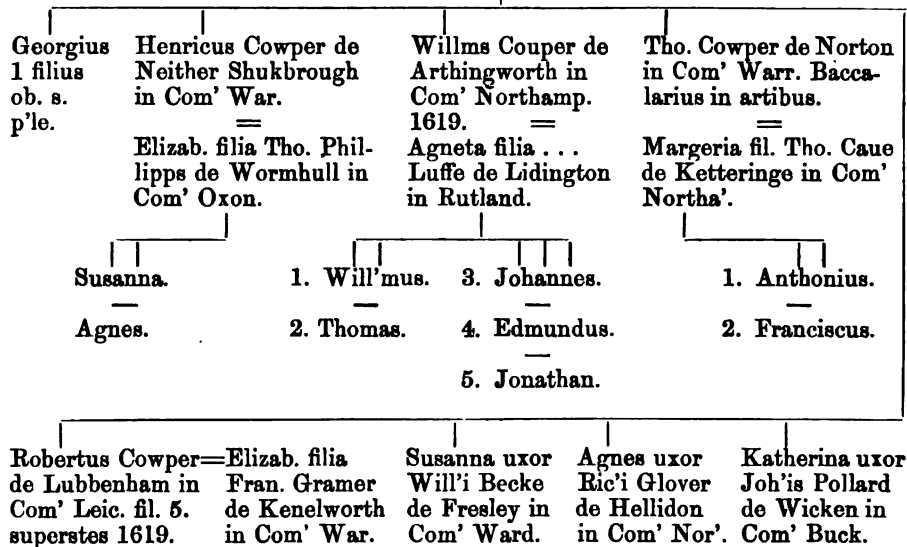 Georgius
1 filius
ob. s.
p'le.
Henricus Cowper de
Neither Shukbrough
in Com' War.
=
Elizab. filia Tho. Phil-
lipps de Wormhull in
Com' Oxon.
Willms Couper de
Arthingworth in
Com' Northamp.
1619. =
Agneta filia . . .
Luffe de Lidington
in Rutland.
Tho. Cowper de Norton
in Com' Warr. Bacca-
larius in artibus.
=
Margeria fil. Tho. Caue
de Ketteringe in Com'
Northa'.
Susanna.
Agnes.
1. Will'mus.
2. Thomas.
3. Johannes.
4. Edmundus.
5. Jonathan.
1. Anthonius.
2. Franciscus.
Robertus Cowper=Elizab. filia
de Lubbenham in Fran. Gramer
Com' Leic. fil. 5. de Kenelworth
superstes 1619. in Com' War.
Susanna uxor
Will'i Becke
de Fresley in
Com' Ward.
Agnes uxor
Ric'i Glover
de Hellidon
in Com' Nor'.
Katherina uxor
Joh'is Pollard
de Wicken in
Com' Buck.